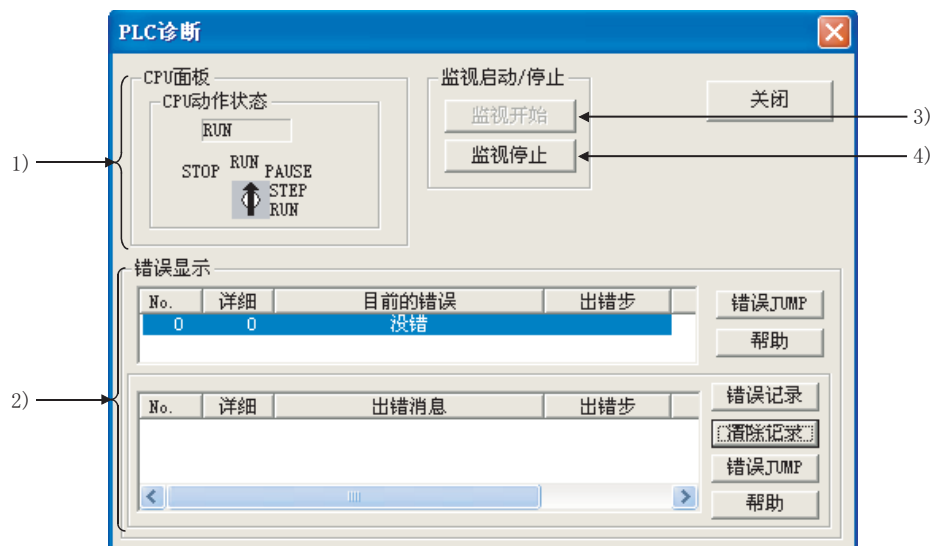 PLC诊断
CPU面板
监视启动/停止
CPU动作状态
关闭
监视开始
3)
RUN
1)
监视停止
4)
STOP RUN PAUSE
STEP
RUN
错误显示
No. 详细 目前的错误 出错步
错误JUMP
0 0 没错
帮助
2)
No. 详细 出错消息 出错步
错误记录
清除记录
错误JUMP
帮助